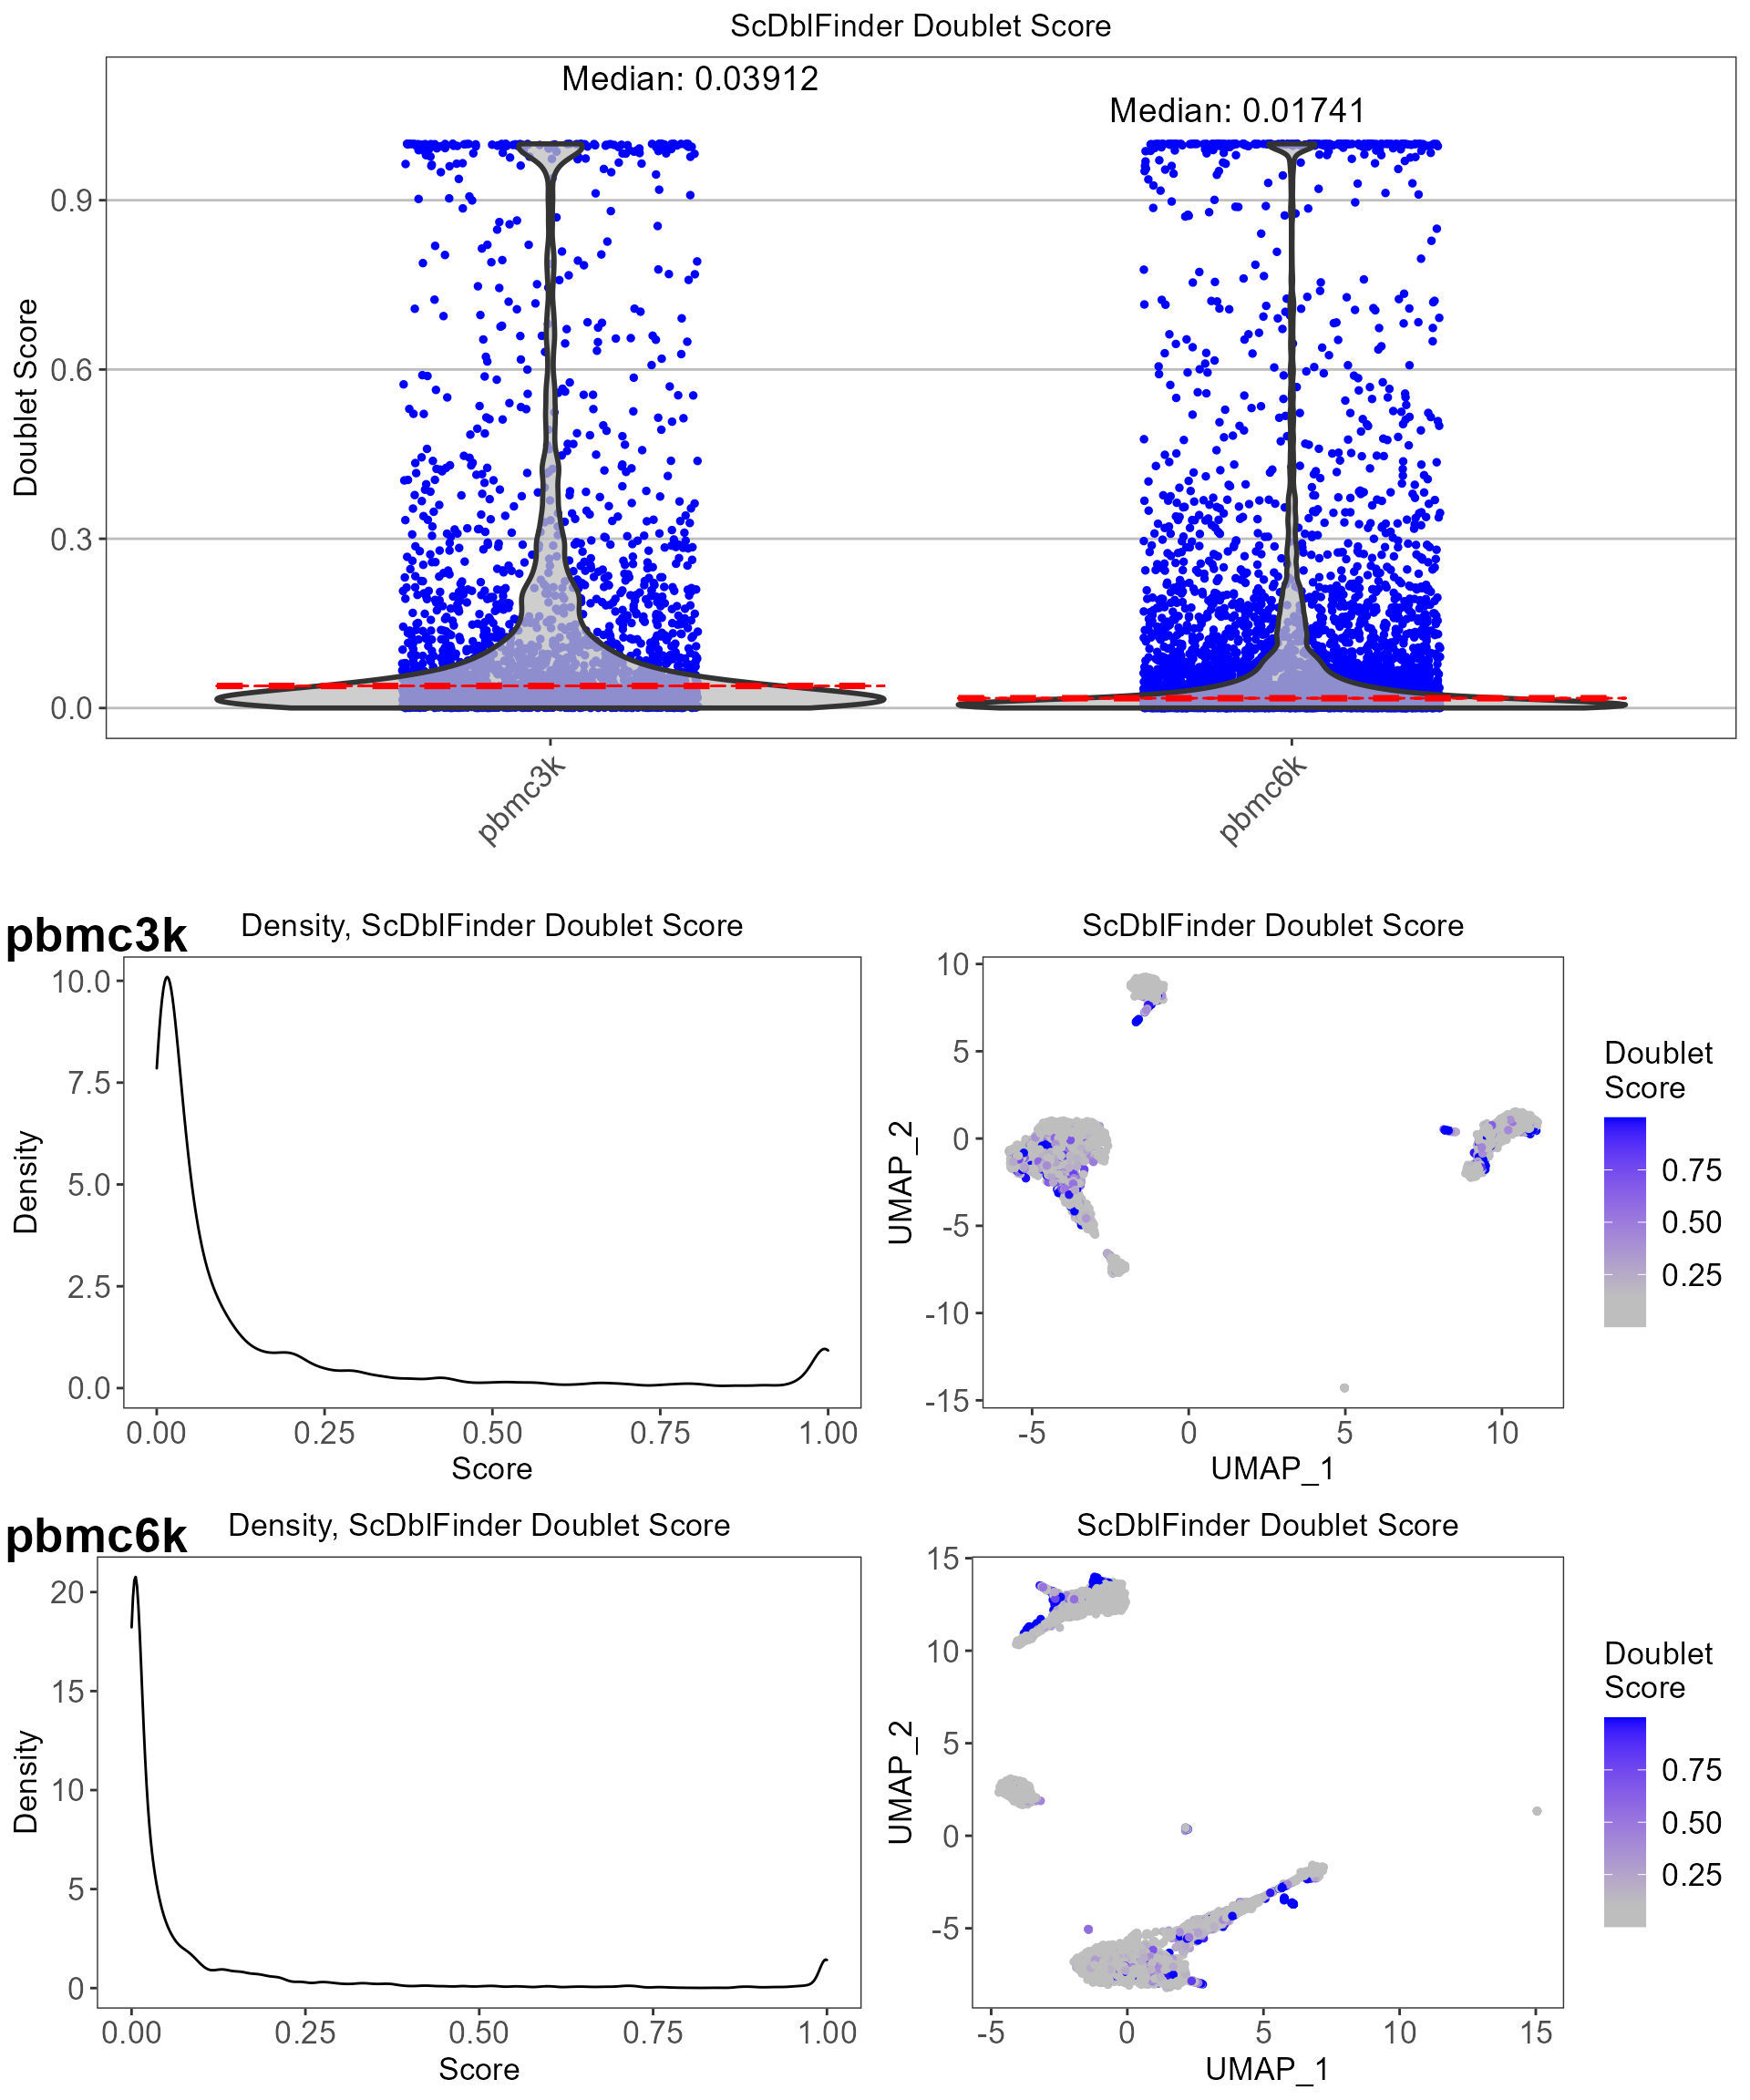 ScDblFinder Doublet Score
Median: 0.03912
Median: 0.01741
Doublet Score
0.9
0.6
0.3
0.0
pbmc3k
pbmc6k
pbmc3k
Density, ScDblFinder Doublet Score
Density
10.0
7.5
5.0
2.5
0.0
0.00 0.25 0.50 0.75 1.00
Score
ScDblFinder Doublet Score
UMAP_2
10
5
0
-5
-10
-15
-5 0 5 10
UMAP_1
Doublet
Score
0.75
0.50
0.25
pbmc6k
Density, ScDblFinder Doublet Score
Density
20
15
10
5
0
0.00 0.25 0.50 0.75 1.00
Score
ScDblFinder Doublet Score
UMAP_2
15
10
5
0
-5
-5 0 5 10 15
UMAP_1
Doublet
Score
0.75
0.50
0.25